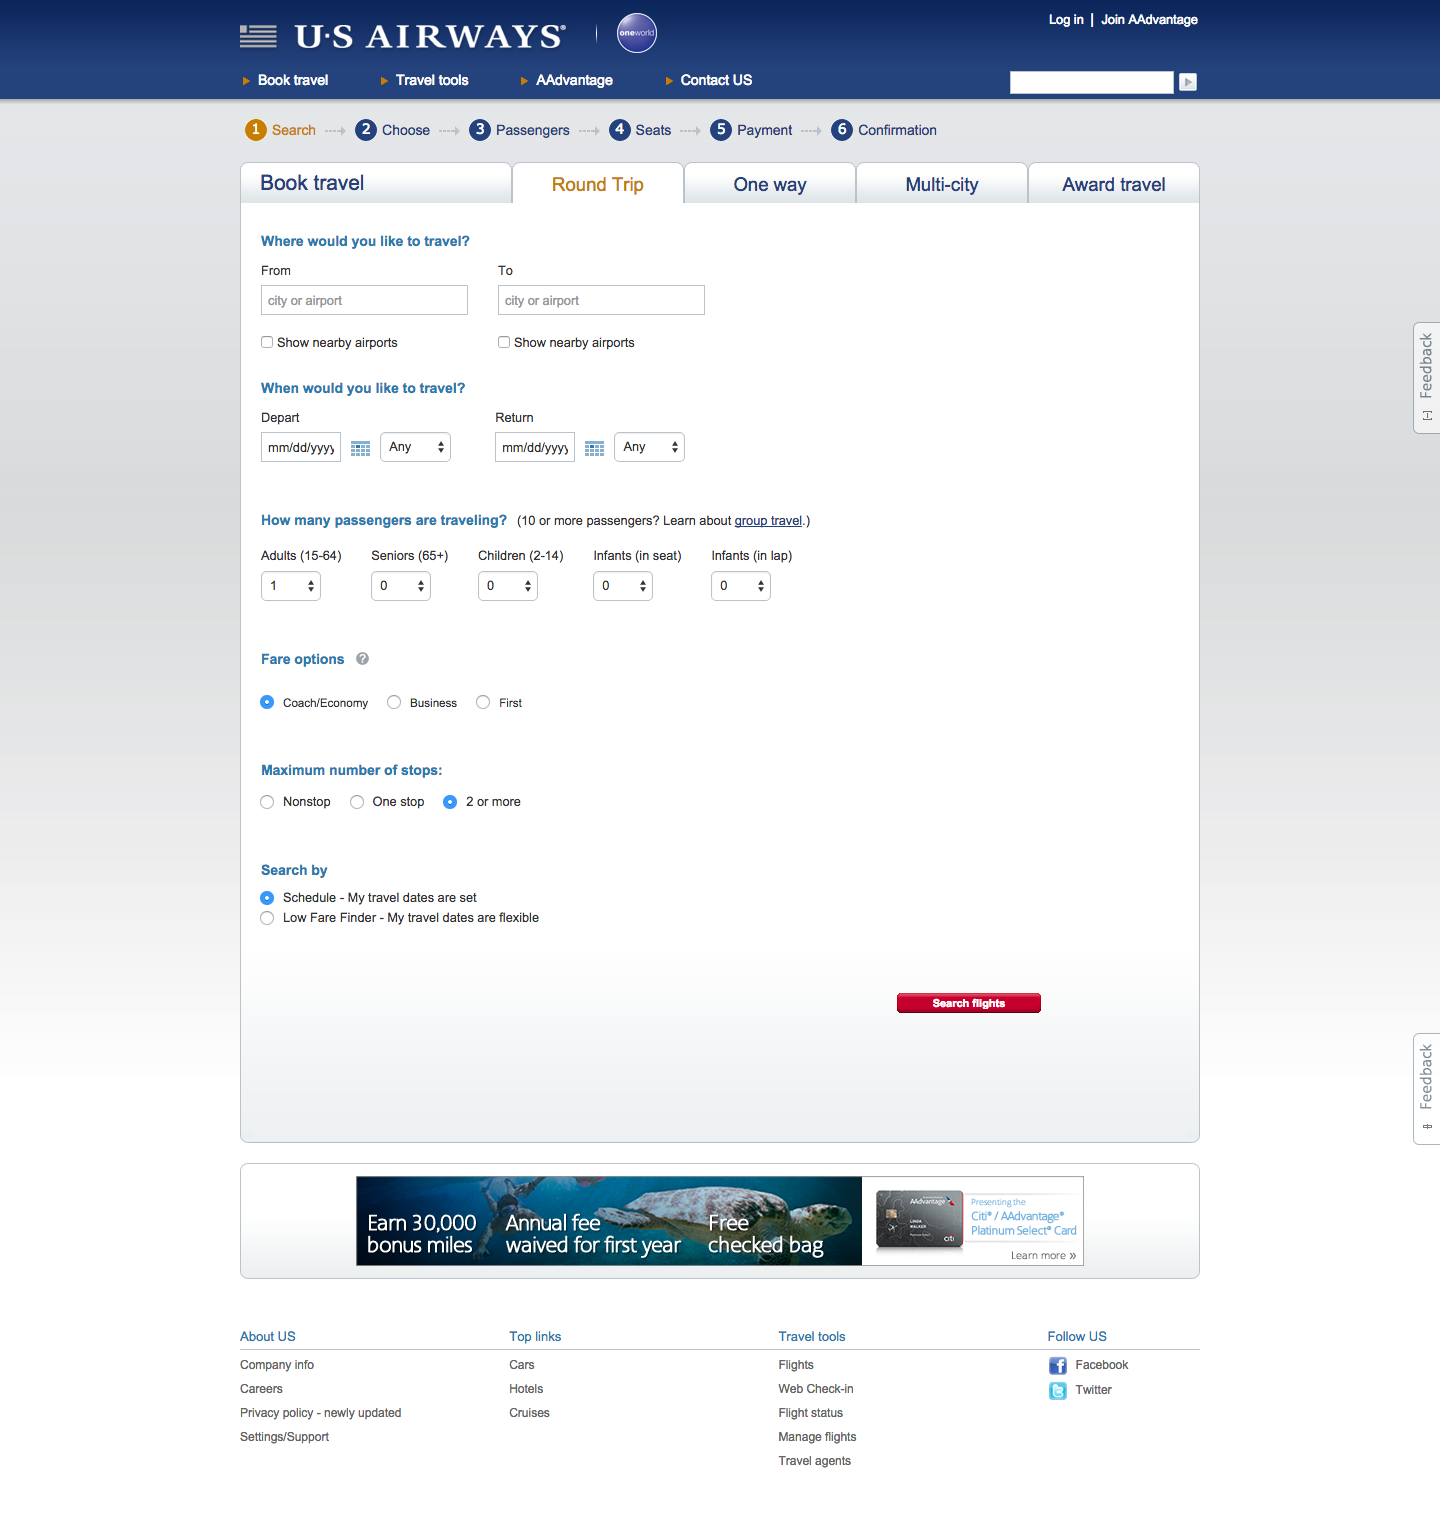 U·S AIRWAYS®
oneworld
Log in | Join AAdvantage
Book travel
Travel tools
AAdvantage
Contact US
1 Search
2 Choose
3 Passengers
4 Seats
5 Payment
6 Confirmation
Book travel
Round Trip
One way
Multi-city
Award travel
Where would you like to travel?
From
To
city or airport
city or airport
Show nearby airports
Show nearby airports
When would you like to travel?
Depart
Return
mm/dd/yyyy
Any
mm/dd/yyyy
Any
How many passengers are traveling? (10 or more passengers? Learn about group travel.)
Adults (15-64)
Seniors (65+)
Children (2-14)
Infants (in seat)
Infants (in lap)
1
0
0
0
0
Fare options ?
Coach/Economy
Business
First
Maximum number of stops:
Nonstop
One stop
2 or more
Search by
Schedule - My travel dates are set
Low Fare Finder - My travel dates are flexible
Search flights
Feedback [+]
Feedback
Earn 30,000
bonus miles
Annual fee
waived for first year
Free
checked bag
AAdvantage
LINDA
WALKER
citi
Presenting the
Citi® / AAdvantage®
Platinum Select® Card
Learn more »
About US
Company info
Careers
Privacy policy - newly updated
Settings/Support
Top links
Cars
Hotels
Cruises
Travel tools
Flights
Web Check-in
Flight status
Manage flights
Travel agents
Follow US
Facebook
Twitter